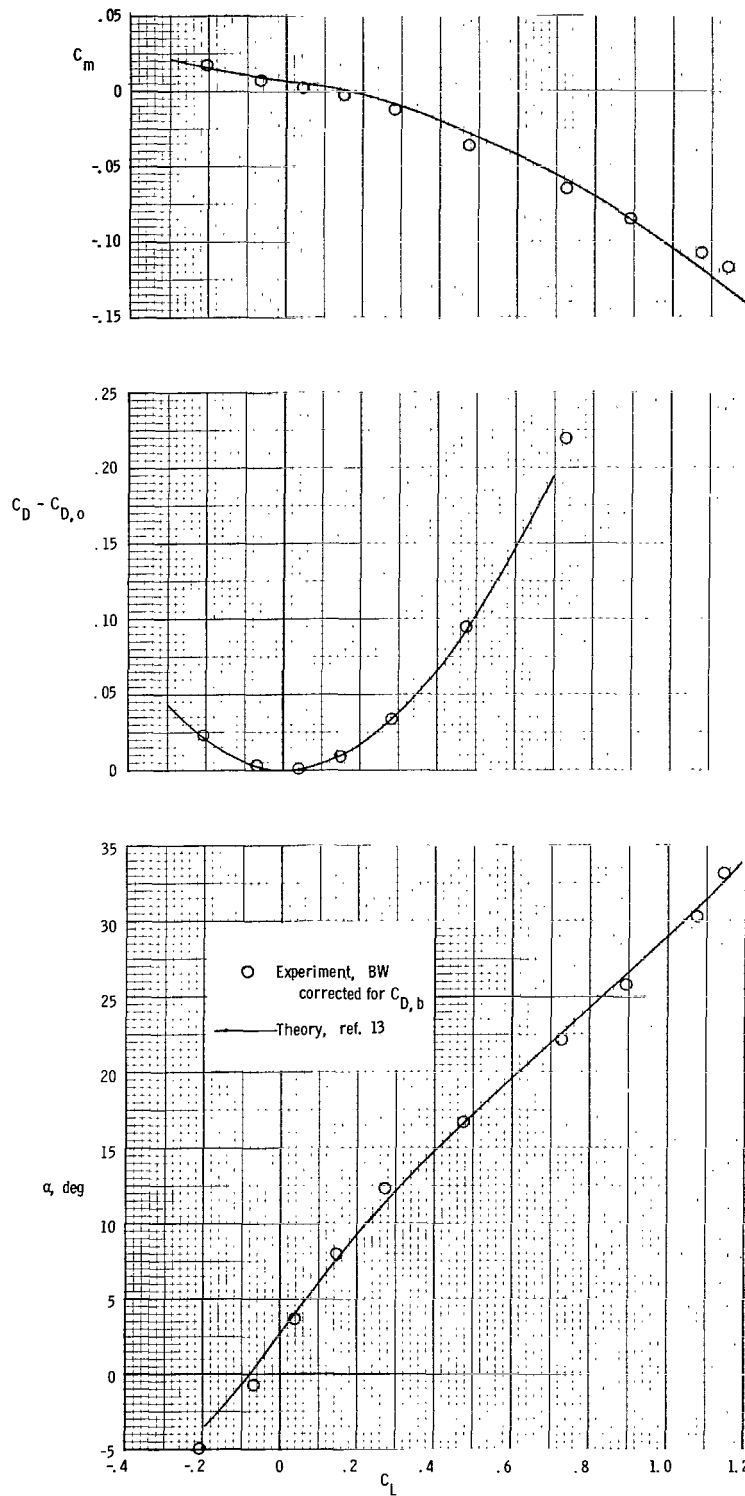 .05
C_m
0
-.05
-.10
-.15
.25
.20
C_D - C_D,o
.15
.10
.05
0
35
30
Experiment, BW
corrected for C_D,b
25
Theory, ref. 13
20
15
α, deg
10
5
0
-5
-.4 -.2 0 .2 .4 .6 .8 1.0 1.2
C_L